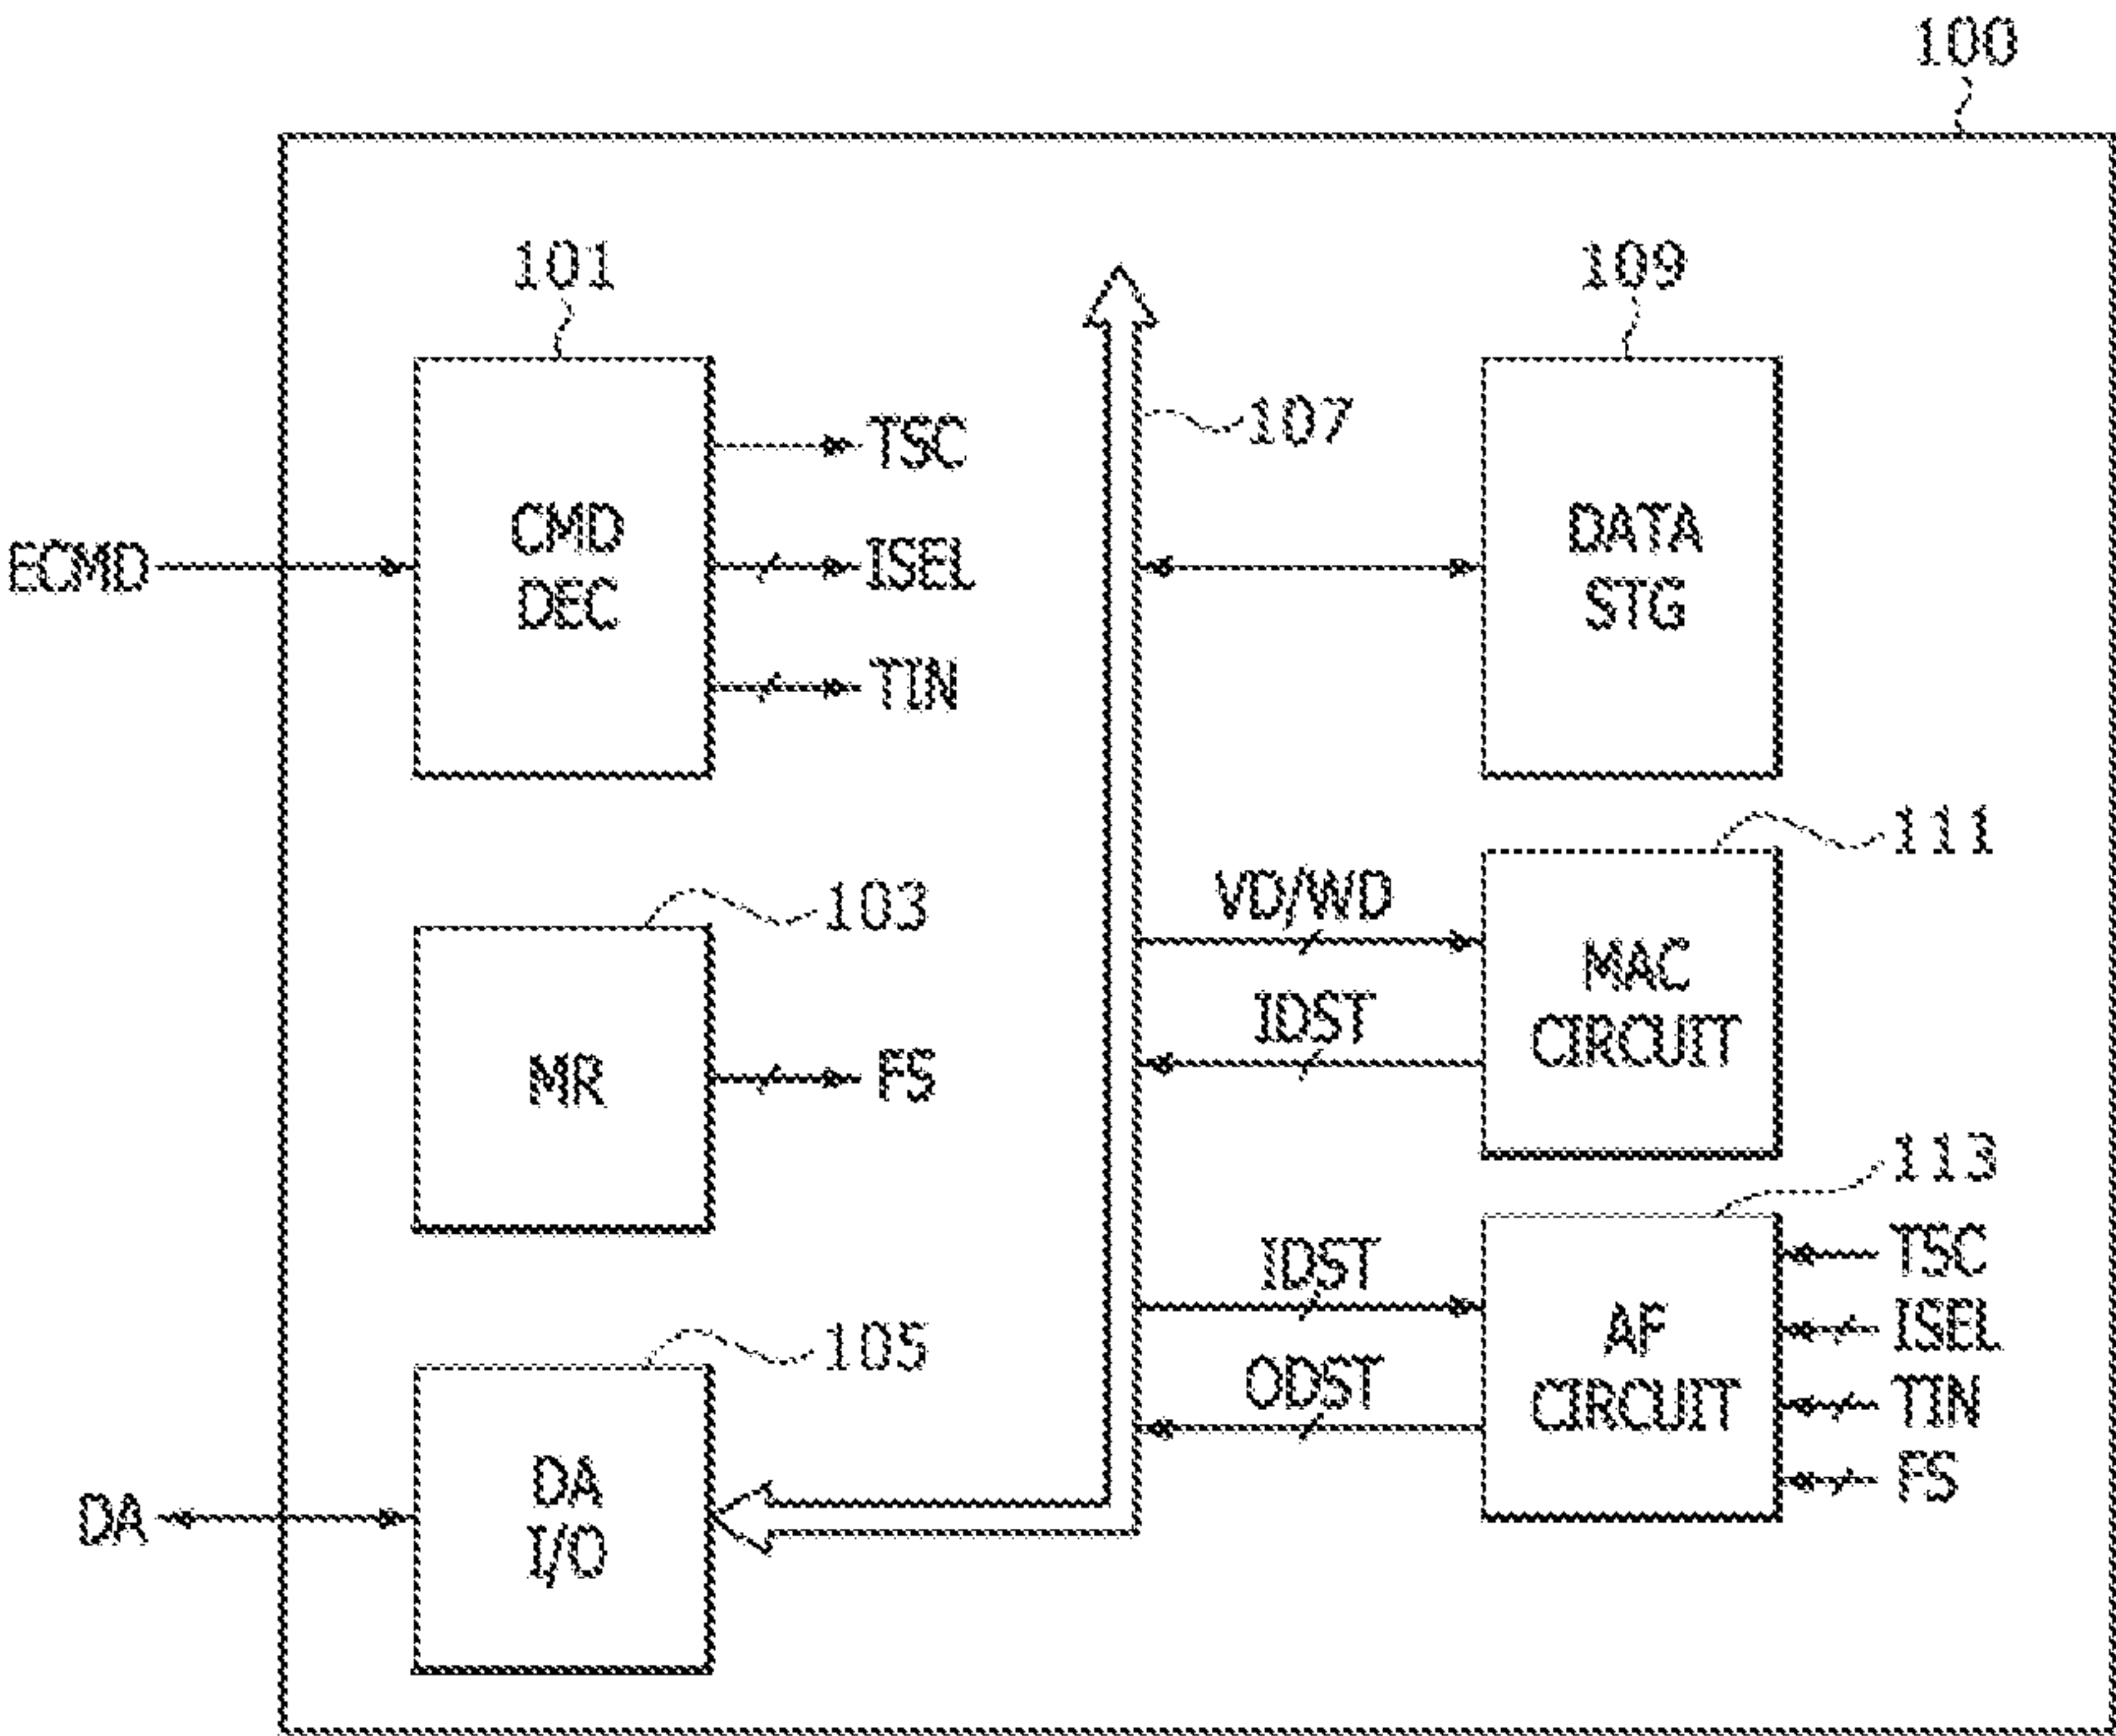 100
101
109
TSC
107
CMD
DEC
DATA
STG
ECMD
ISEL
TIN
111
103
VD/WD
MAC
CIRCUIT
IDST
MR
FS
113
IDST
TSC
AF
CIRCUIT
ISEL
105
ODST
TIN
FS
DA
I/O
DA